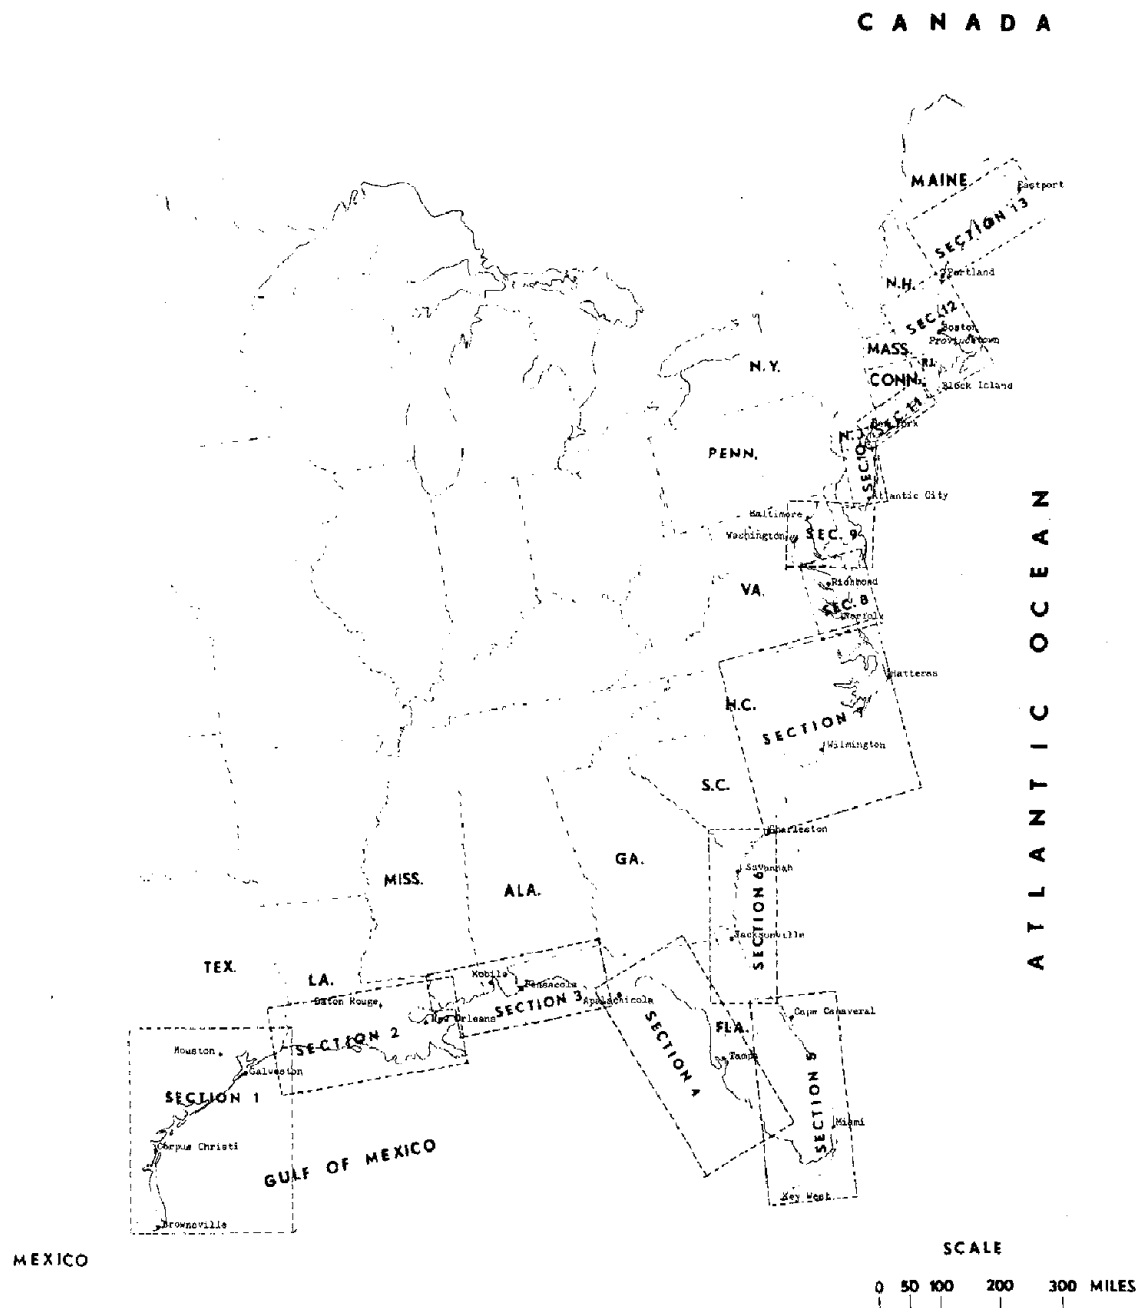 CANADA
MAINE
Eastport
SECTION 13
Portland
N.H.
SEC. 12
Boston
Provincetown
MASS.
R.I.
N.Y.
CONN.
Block Island
SEC 11
N.J.
PENN.
SEC. 10
Atlantic City
Baltimore
Washington
SEC. 9
VA.
Richmond
SEC. 8
Norfolk
ATLANTIC OCEAN
Hatteras
N.C.
SECTION
Wilmington
S.C.
Charleston
GA.
Savannah
MISS.
ALA.
SECTION 6
Jacksonville
TEX.
LA.
Mobile
Pensacola
Baton Rouge
SECTION 3
Apalachicola
New Orleans
SECTION 2
SECTION 4
FLA.
Cape Canaveral
Houston
Tampa
Galveston
SECTION 1
SECTION 5
Miami
Corpus Christi
GULF OF MEXICO
Key West
Brownsville
MEXICO
SCALE
0 50 100 200 300 MILES